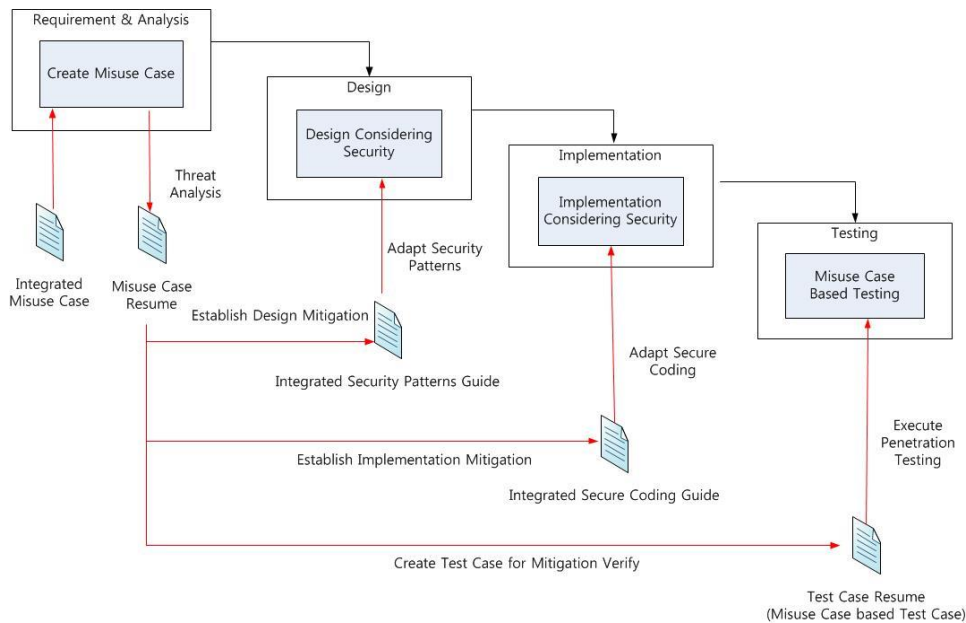 Requirement & Analysis
Create Misuse Case
Design
Design Considering
Security
Implementation
Implementation
Considering Security
Testing
Misuse Case
Based Testing
Threat
Analysis
Integrated
Misuse Case
Misuse Case
Resume
Adapt Security
Patterns
Establish Design Mitigation
Integrated Security Patterns Guide
Adapt Secure
Coding
Establish Implementation Mitigation
Integrated Secure Coding Guide
Execute
Penetration
Testing
Create Test Case for Mitigation Verify
Test Case Resume
(Misuse Case based Test Case)